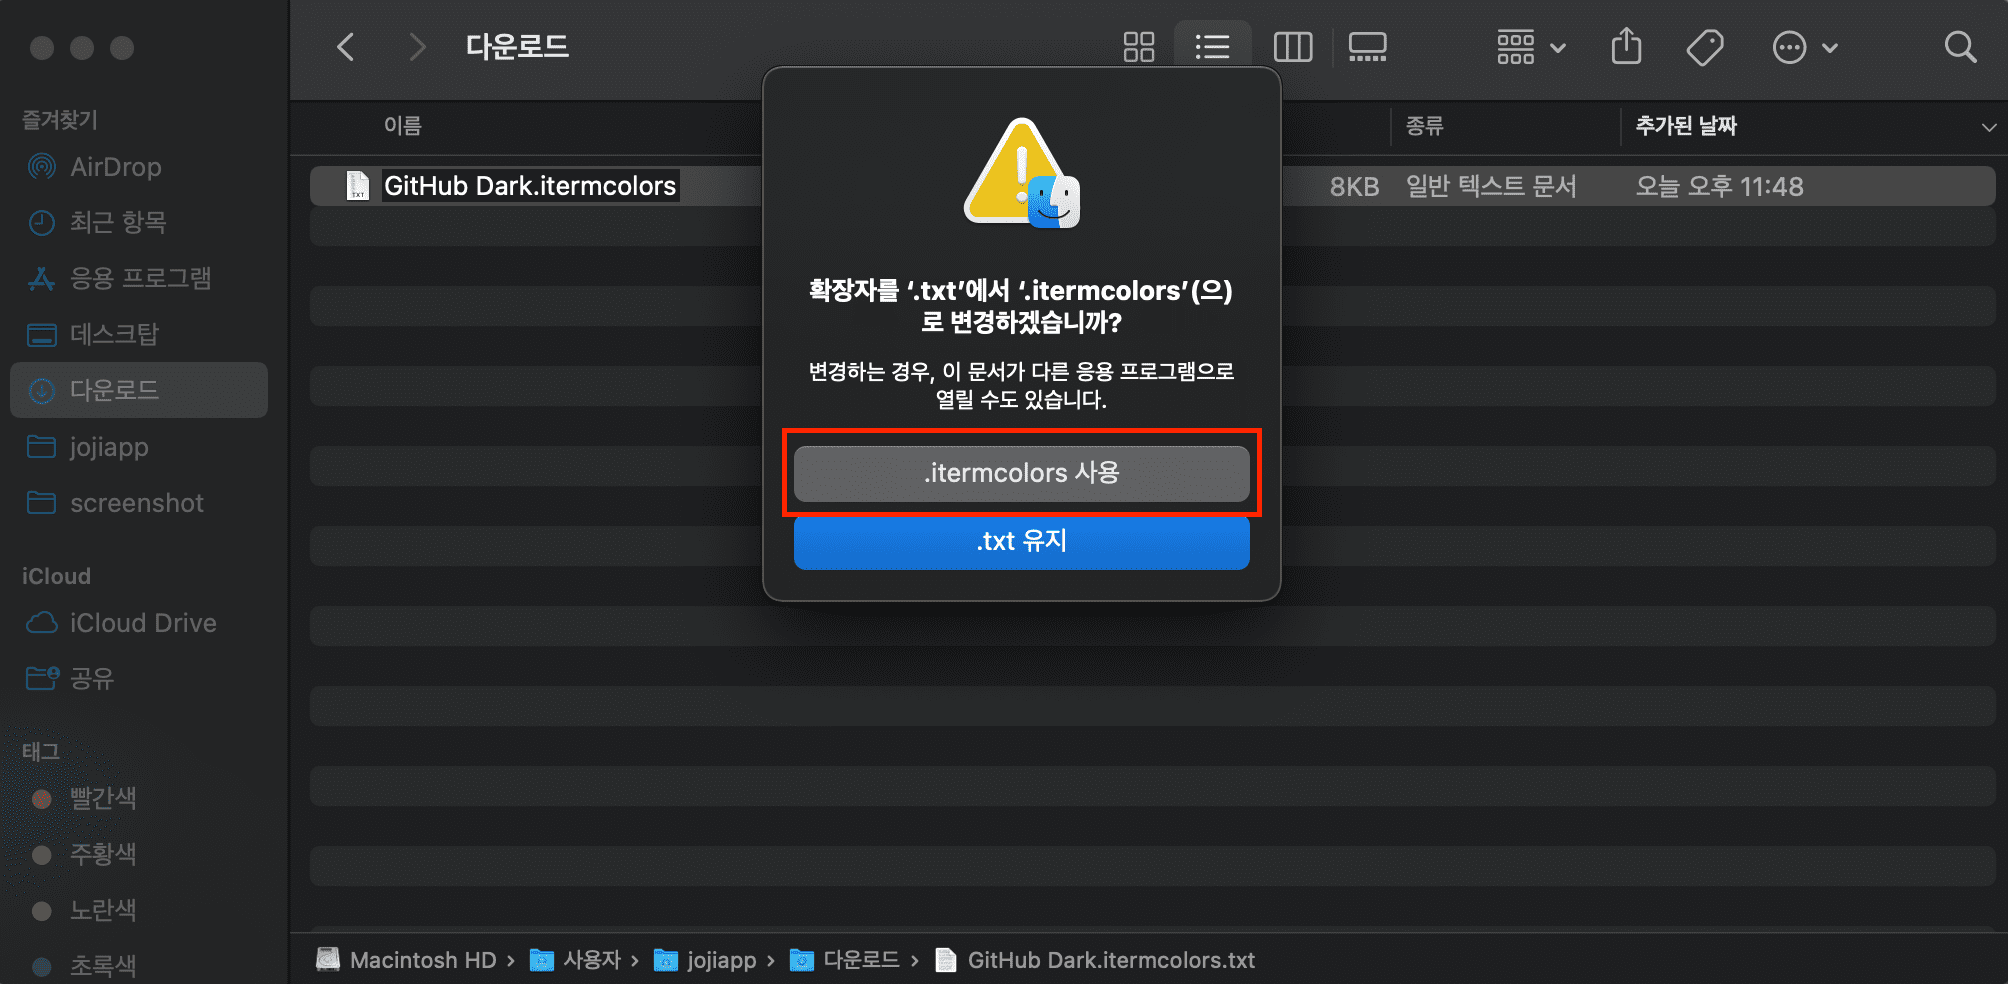 다운로드
즐겨찾기
AirDrop
최근 항목
응용 프로그램
데스크탑
다운로드
jojiapp
screenshot
iCloud
iCloud Drive
공유
태그
빨간색
주황색
노란색
초록색
이름
종류
추가된 날짜
TXT
GitHub Dark.itermcolors
8KB
일반 텍스트 문서
오늘 오후 11:48
확장자를 ‘.txt’에서 ‘.itermcolors’(으)
로 변경하겠습니까?
변경하는 경우, 이 문서가 다른 응용 프로그램으로
열릴 수도 있습니다.
.itermcolors 사용
.txt 유지
Macintosh HD › 사용자 › jojiapp › 다운로드 › GitHub Dark.itermcolors.txt